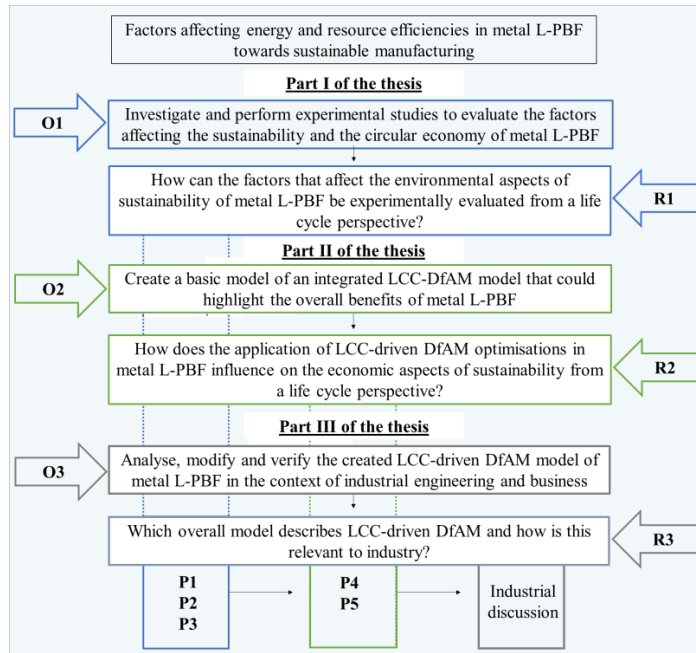 Factors affecting energy and resource efficiencies in metal L-PBF
towards sustainable manufacturing
Part I of the thesis
O1
Investigate and perform experimental studies to evaluate the factors
affecting the sustainability and the circular economy of metal L-PBF
How can the factors that affect the environmental aspects of
sustainability of metal L-PBF be experimentally evaluated from a life
cycle perspective?
R1
Part II of the thesis
O2
Create a basic model of an integrated LCC-DfAM model that could
highlight the overall benefits of metal L-PBF
How does the application of LCC-driven DfAM optimisations in
metal L-PBF influence on the economic aspects of sustainability from
a life cycle perspective?
R2
Part III of the thesis
O3
Analyse, modify and verify the created LCC-driven DfAM model of
metal L-PBF in the context of industrial engineering and business
Which overall model describes LCC-driven DfAM and how is this
relevant to industry?
R3
P1
P2
P3
P4
P5
Industrial
discussion